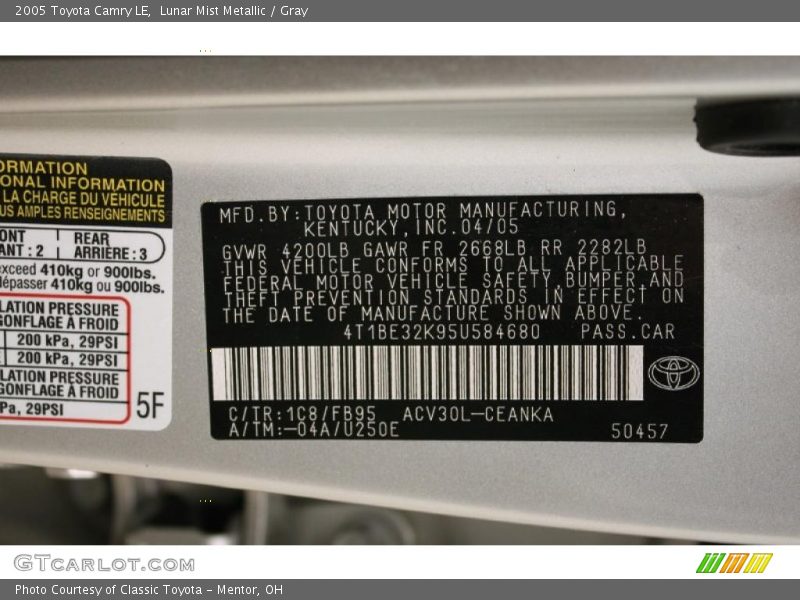 2005 Toyota Camry LE, Lunar Mist Metallic / Gray
ORMATION
ONAL INFORMATION
LA CHARGE DU VÉHICULE
US AMPLES RENSEIGNEMENTS
ONT REAR
ANT : 2 ARRIÈRE : 3
exceed 410kg or 900lbs.
dépasser 410kg ou 900lbs.
LATION PRESSURE
GONFLAGE À FROID
200 kPa, 29PSI
200 kPa, 29PSI
LATION PRESSURE
GONFLAGE À FROID
Pa, 29PSI
5F
MFD.BY:TOYOTA MOTOR MANUFACTURING,
KENTUCKY,INC.04/05
GVWR 4200LB GAWR FR 2668LB RR 2282LB
THIS VEHICLE CONFORMS TO ALL APPLICABLE
FEDERAL MOTOR VEHICLE SAFETY,BUMPER,AND
THEFT PREVENTION STANDARDS IN EFFECT ON
THE DATE OF MANUFACTURE SHOWN ABOVE.
4T1BE32K95U584680 PASS.CAR
C/TR:1C8/FB95 ACV30L-CEANKA
A/TM:-04A/U250E
50457
GTCARLOT.COM
Photo Courtesy of Classic Toyota - Mentor, OH